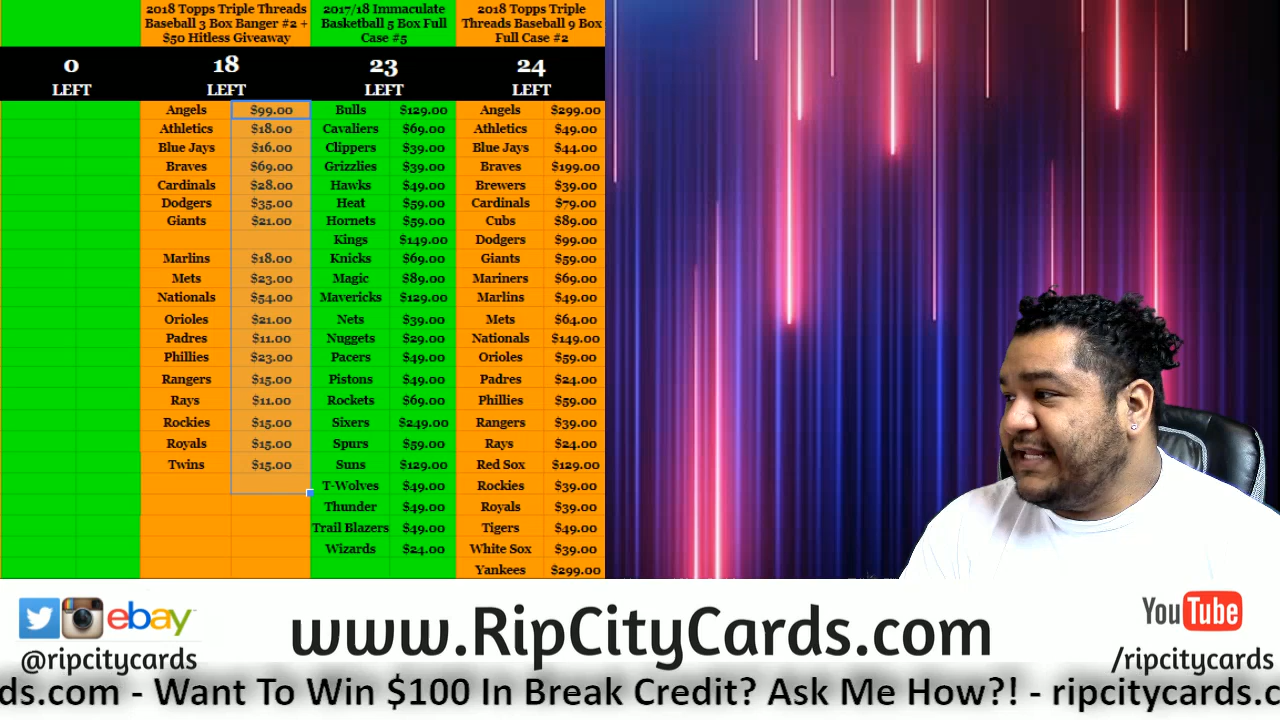 2018 Topps Triple Threads
Baseball 3 Box Banger #2 +
$50 Hitless Giveaway
2017/18 Immaculate
Basketball 5 Box Full
Case #5
2018 Topps Triple
Threads Baseball 9 Box
Full Case #2
0
LEFT
18
LEFT
23
LEFT
24
LEFT
Angels $99.00 Bulls $129.00 Angels $299.00
Athletics $18.00 Cavaliers $69.00 Athletics $49.00
Blue Jays $16.00 Clippers $39.00 Blue Jays $44.00
Braves $69.00 Grizzlies $39.00 Braves $199.00
Cardinals $28.00 Hawks $49.00 Brewers $39.00
Dodgers $35.00 Heat $59.00 Cardinals $79.00
Giants $21.00 Hornets $59.00 Cubs $89.00
Kings $149.00 Dodgers $99.00
Marlins $18.00 Knicks $69.00 Giants $59.00
Mets $23.00 Magic $89.00 Mariners $69.00
Nationals $54.00 Mavericks $129.00 Marlins $49.00
Orioles $21.00 Nets $39.00 Mets $64.00
Padres $11.00 Nuggets $29.00 Nationals $149.00
Phillies $23.00 Pacers $49.00 Orioles $59.00
Rangers $15.00 Pistons $49.00 Padres $24.00
Rays $11.00 Rockets $69.00 Phillies $59.00
Rockies $15.00 Sixers $249.00 Rangers $39.00
Royals $15.00 Spurs $59.00 Rays $24.00
Twins $15.00 Suns $129.00 Red Sox $129.00
T-Wolves $49.00 Rockies $39.00
Thunder $49.00 Royals $39.00
Trail Blazers $49.00 Tigers $49.00
Wizards $24.00 White Sox $39.00
Yankees $299.00
ebay
@ripcitycards
www.RipCityCards.com
YouTube
/ripcitycards
rds.com - Want To Win $100 In Break Credit? Ask Me How?! - ripcitycards.c